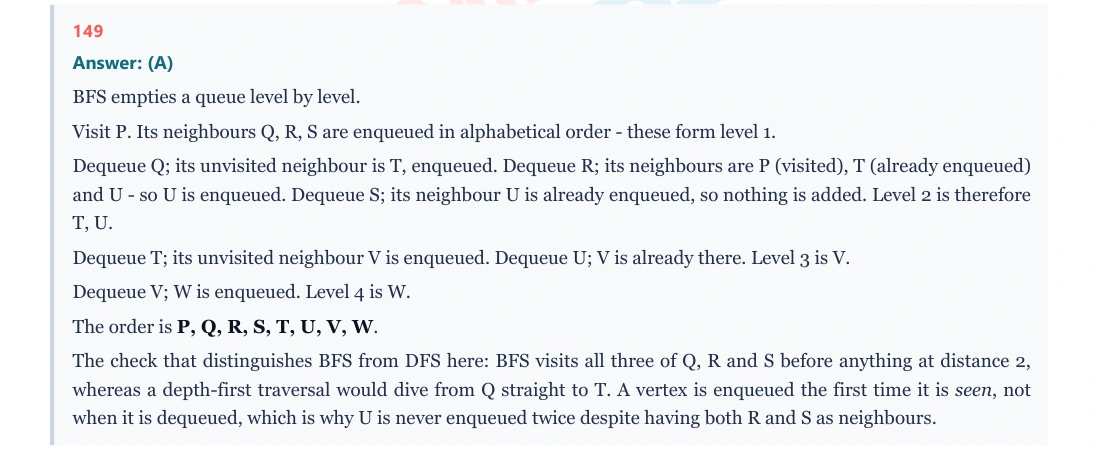 149
Answer: (A)
BFS empties a queue level by level.
Visit P. Its neighbours Q, R, S are enqueued in alphabetical order - these form level 1.
Dequeue Q; its unvisited neighbour is T, enqueued. Dequeue R; its neighbours are P (visited), T (already enqueued)
and U - so U is enqueued. Dequeue S; its neighbour U is already enqueued, so nothing is added. Level 2 is therefore
T, U.
Dequeue T; its unvisited neighbour V is enqueued. Dequeue U; V is already there. Level 3 is V.
Dequeue V; W is enqueued. Level 4 is W.
The order is P, Q, R, S, T, U, V, W.
The check that distinguishes BFS from DFS here: BFS visits all three of Q, R and S before anything at distance 2,
whereas a depth-first traversal would dive from Q straight to T. A vertex is enqueued the first time it is seen, not
when it is dequeued, which is why U is never enqueued twice despite having both R and S as neighbours.